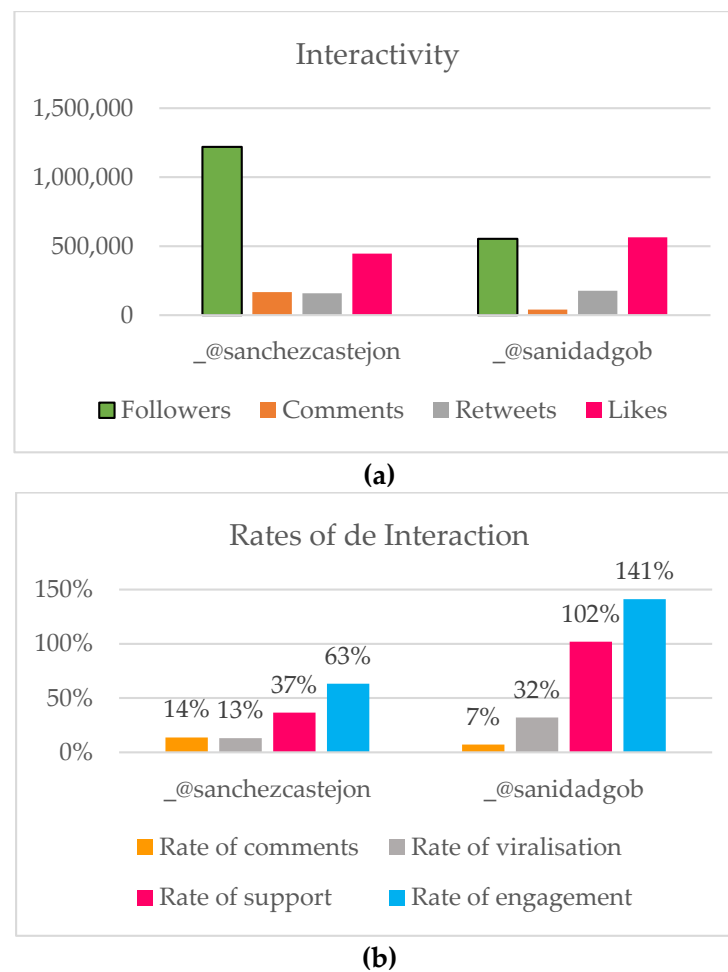 Interactivity
1,500,000
1,000,000
500,000
0
_@sanchezcastejon _@sanidadgob
Followers Comments Retweets Likes
(a)
Rates of de Interaction
150%
100%
50%
0%
14% 13% 37% 63%
7% 32% 102% 141%
_@sanchezcastejon _@sanidadgob
Rate of comments Rate of viralisation
Rate of support Rate of engagement
(b)